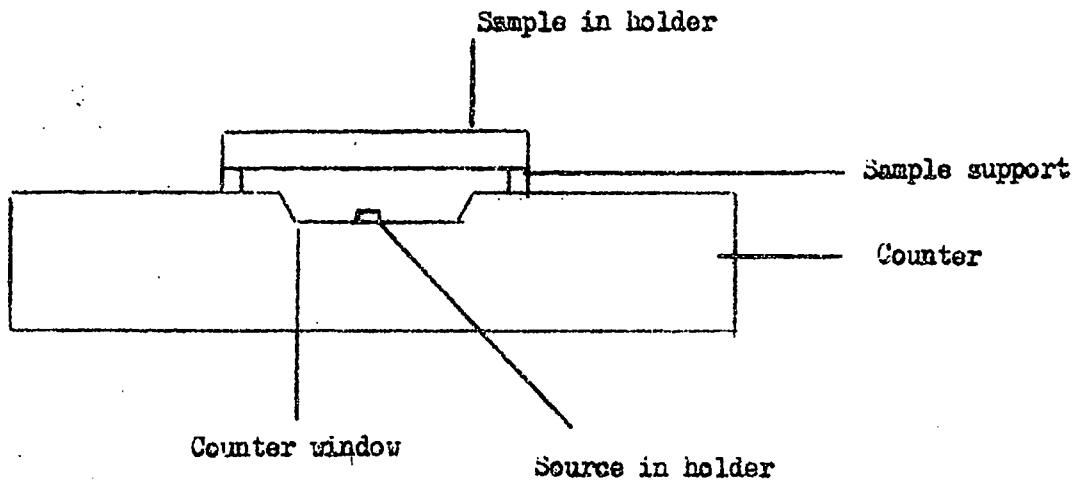 Sample in holder
Sample support
Counter
Counter window
Source in holder